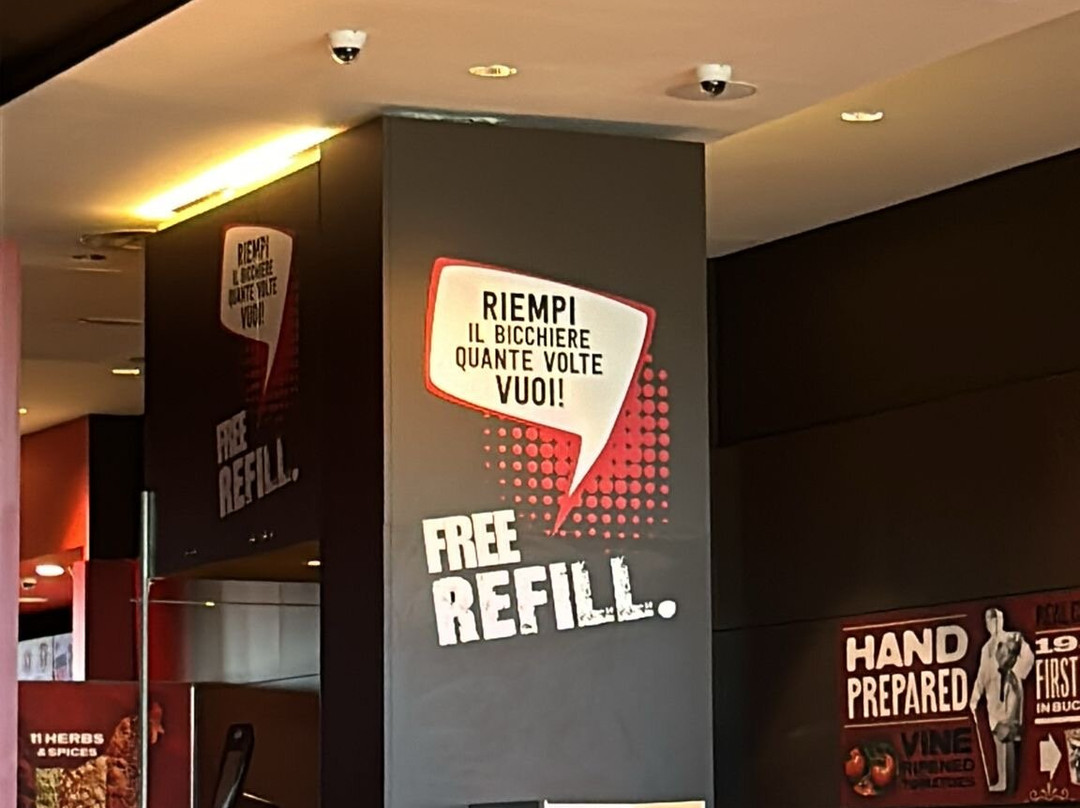 RIEMPI
IL BICCHIERE
QUANTE VOLTE
VUOI!
FREE
REFILL.
RIEMPI
IL BICCHIERE
QUANTE VOLTE
VUOI!
FREE
REFILL.
11 HERBS
& SPICES
HAND
PREPARED
VINE
RIPENED
TOMATOES
FIRST